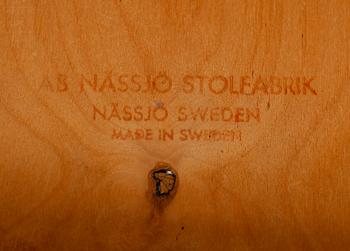 AB NÄSSJÖ STOLFABRIK
NÄSSJÖ SWEDEN
MADE IN SWEDEN